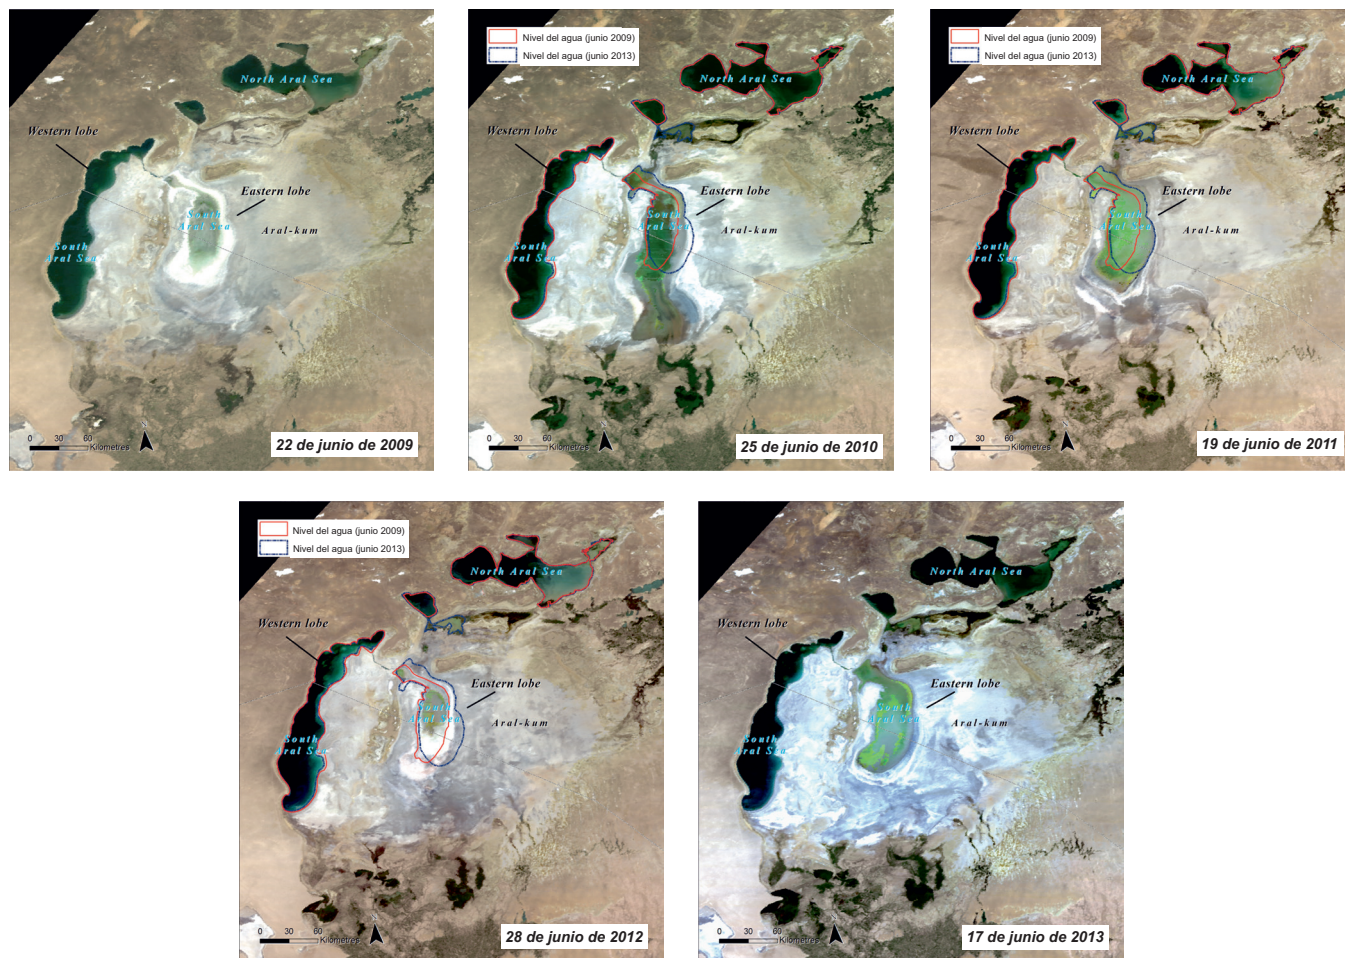 North Aral Sea
Western lobe
Eastern lobe
South
Aral Sea
Aral-kum
South
Aral Sea
0 30 60
Kilometres
N
22 de junio de 2009
Nivel del agua (junio 2009)
Nivel del agua (junio 2013)
North Aral Sea
Western lobe
Eastern lobe
South
Aral Sea
Aral-kum
South
Aral Sea
0 30 60
Kilometres
N
25 de junio de 2010
Nivel del agua (junio 2009)
Nivel del agua (junio 2013)
North Aral Sea
Western lobe
Eastern lobe
South
Aral Sea
Aral-kum
South
Aral Sea
0 30 60
Kilometres
N
19 de junio de 2011
Nivel del agua (junio 2009)
Nivel del agua (junio 2013)
North Aral Sea
Western lobe
Eastern lobe
South
Aral Sea
Aral-kum
South
Aral Sea
0 30 60
Kilometres
N
28 de junio de 2012
North Aral Sea
Western lobe
Eastern lobe
South
Aral Sea
Aral-kum
South
Aral Sea
0 30 60
Kilometres
N
17 de junio de 2013